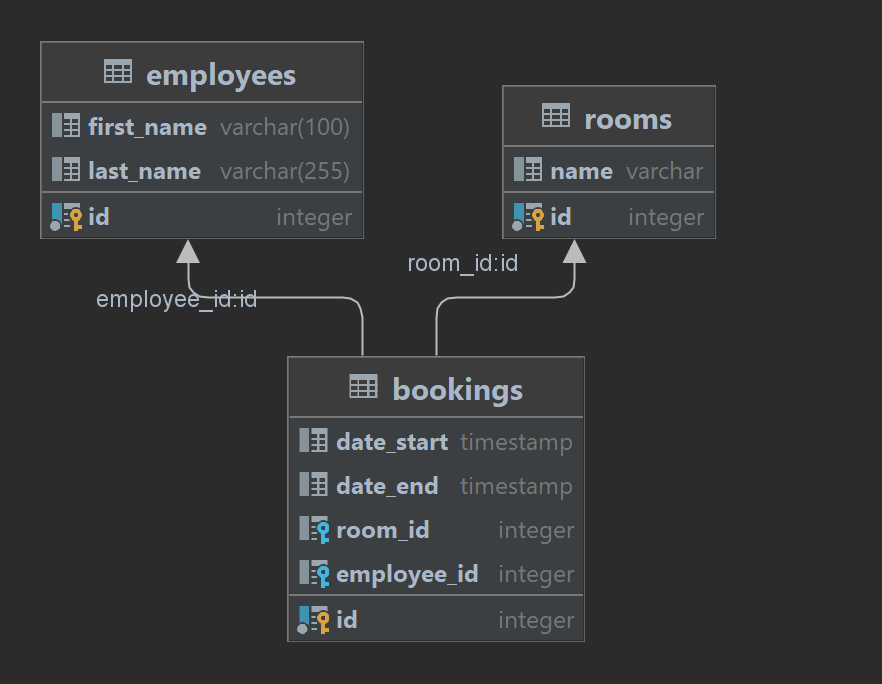 employees
first_name varchar(100)
last_name varchar(255)
id integer
rooms
name varchar
id integer
employee_id:id
room_id:id
bookings
date_start timestamp
date_end timestamp
room_id integer
employee_id integer
id integer